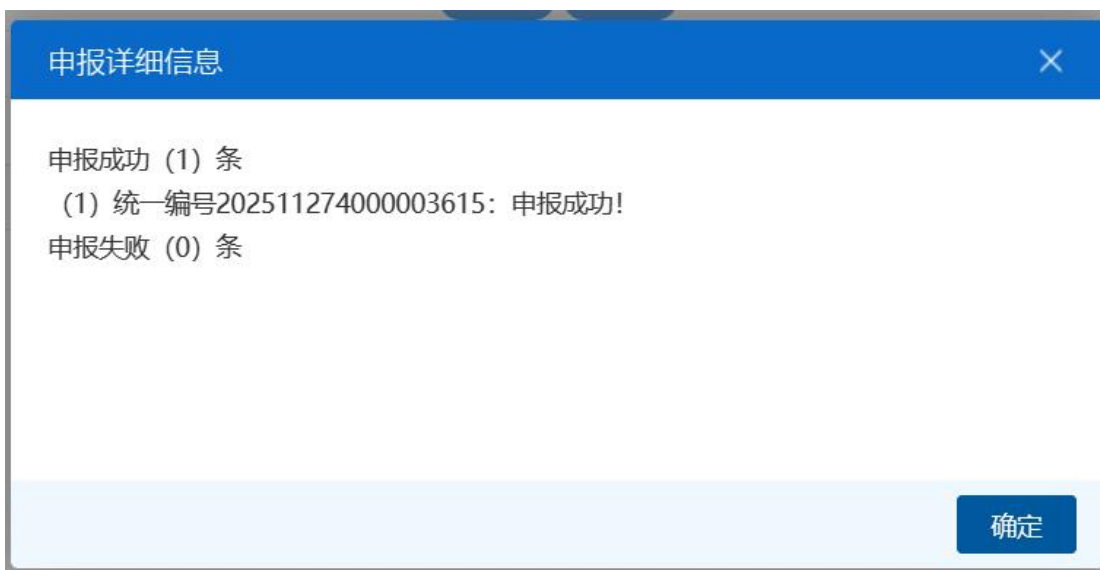 申报详细信息
申报成功（1）条
（1）统一编号202511274000003615：申报成功！
申报失败（0）条
确定